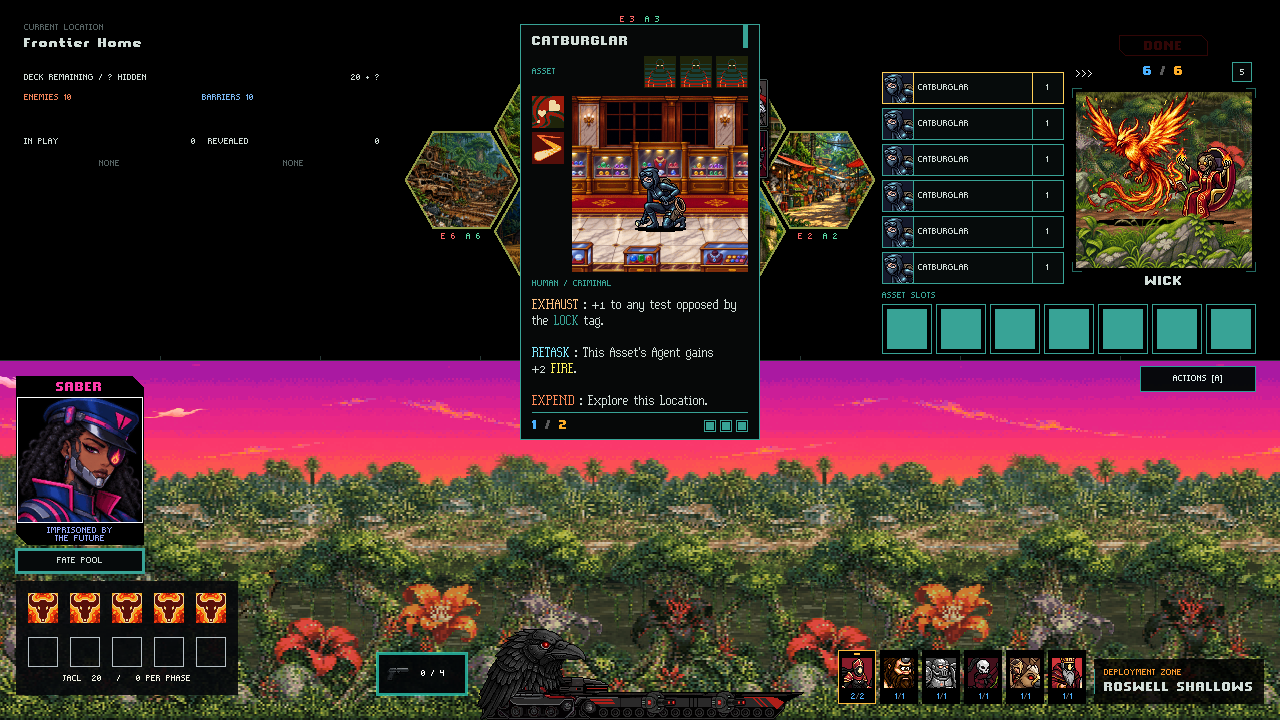 CURRENT LOCATION
Frontier Home
DECK REMAINING / ? HIDDEN 20 + ?
ENEMIES 10 BARRIERS 10
IN PLAY 0 REVEALED 0
NONE NONE
E 6 A 6
E 3 A 3
CATBURGLAR
ASSET
HUMAN / CRIMINAL
EXHAUST : +1 to any test opposed by
the LOCK tag.
RETASK : This Asset's Agent gains
+2 FIRE.
EXPEND : Explore this Location.
1 / 2
E 2 A 2
CATBURGLAR 1
CATBURGLAR 1
CATBURGLAR 1
CATBURGLAR 1
CATBURGLAR 1
CATBURGLAR 1
DONE
>>> 6 / 6 5
WICK
ASSET SLOTS
ACTIONS [A]
SABER
IMPRISONED BY
THE FUTURE
FATE POOL
JACL 20 / 0 PER PHASE
0 / 4
2/2 1/1 1/1 1/1 1/1 1/1
DEPLOYMENT ZONE
ROSWELL SHALLOWS